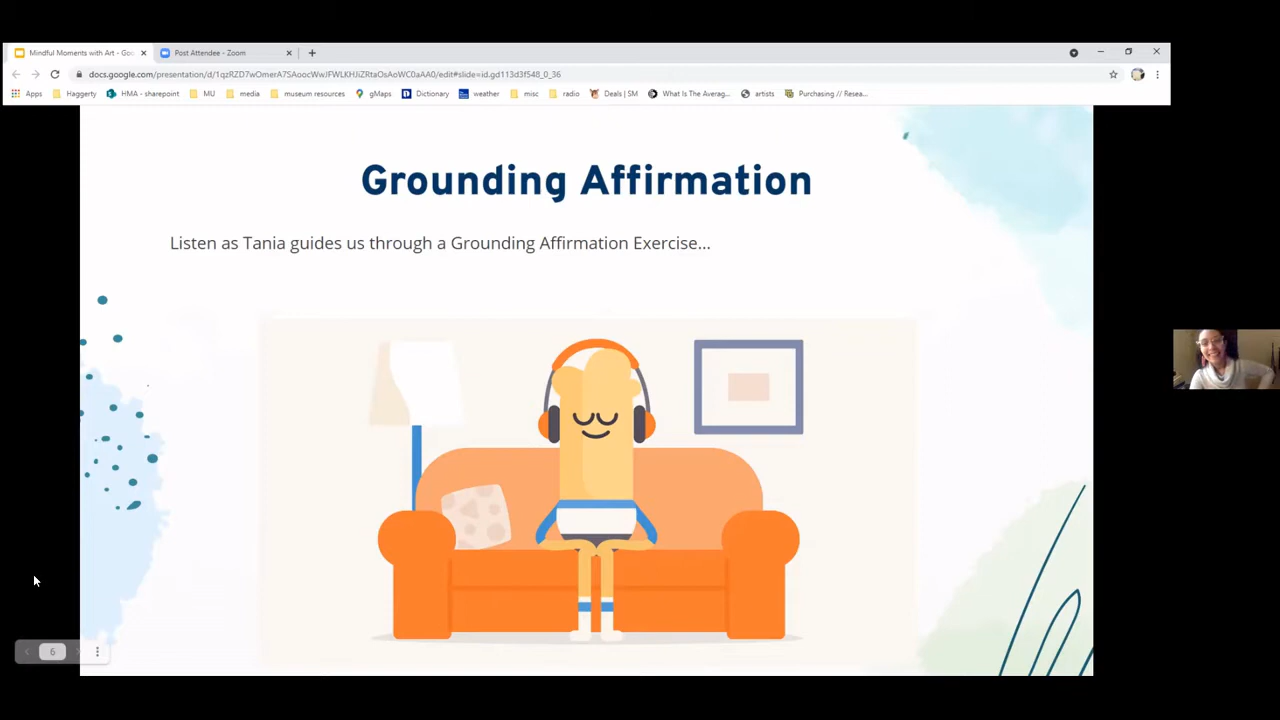 Mindful Moments with Art - Goo
Post Attendee - Zoom
docs.google.com/presentation/d/1qzRZD7wOmerA7SAoocWwJFWLKHJiZRtaOsAoWC0aAA0/edit#slide=id.gd113d3f548_0_36
Apps Haggerty HMA - sharepoint MU media museum resources gMaps Dictionary weather misc radio Deals | SM What Is The Averag... artists Purchasing // Resea...
Grounding Affirmation
Listen as Tania guides us through a Grounding Affirmation Exercise...
6